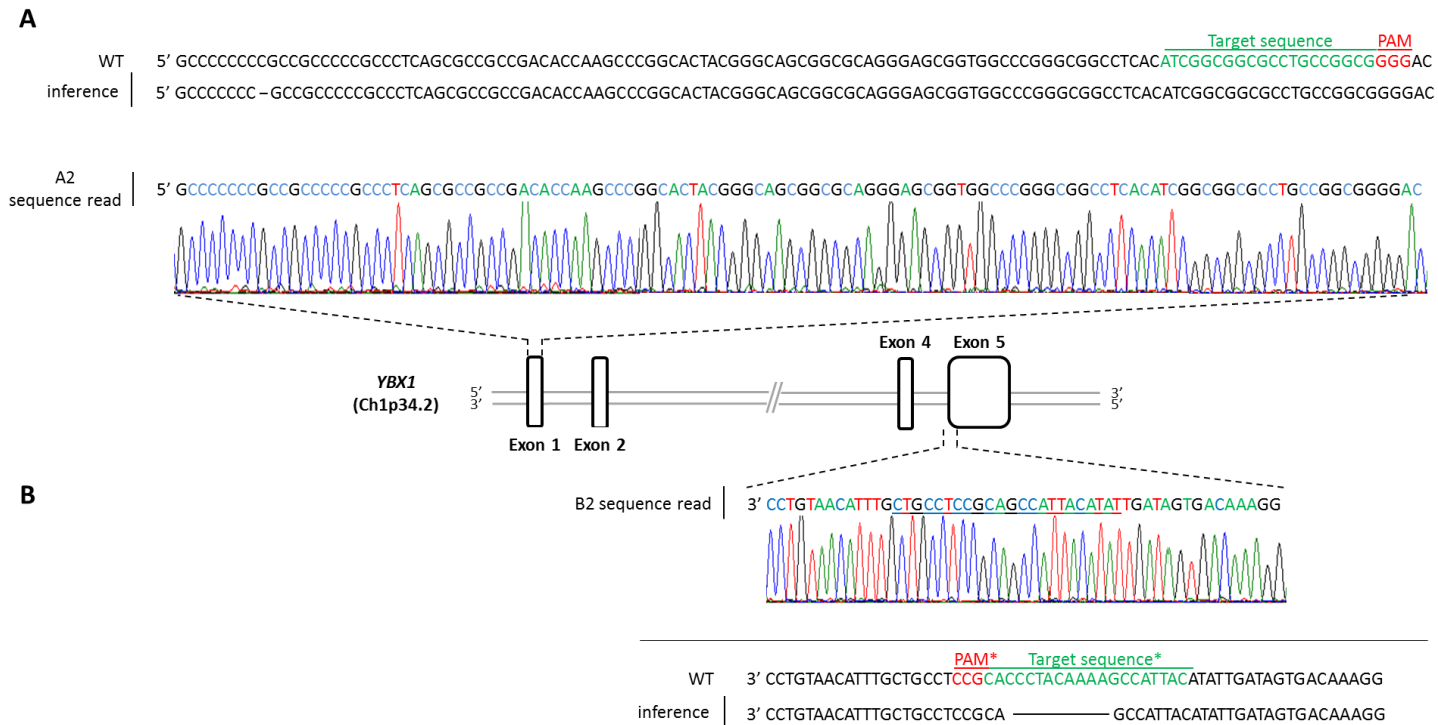 A
Target sequence PAM
WT 5’ GCCCCCCCCGCCGCCCCCGCCCTCAGCGCCGCCGACACCAAGCCCGGCACTACGGGCAGCGGCGCAGGGAGCGGTGGCCCGGGCGGCCTCACATCGGCGGCGCCTGCCGGCGGGGAC
inference 5’ GCCCCCCC –GCCGCCCCCGCCCTCAGCGCCGCCGACACCAAGCCCGGCACTACGGGCAGCGGCGCAGGGAGCGGTGGCCCGGGCGGCCTCACATCGGCGGCGCCTGCCGGCGGGGAC
A2
sequence read
5’ GCCCCCCCGCCGCCCCCGCCCTCAGCGCCGCCGACACCAAGCCCGGCACTACGGGCAGCGGCGCAGGGAGCGGTGGCCCGGGCGGCCTCACATCGGCGGCGCCTGCCGGCGGGGAC
Exon 4 Exon 5
YBX1
(Ch1p34.2)
5’ 3’
3’ 5’
Exon 1 Exon 2
B
B2 sequence read 3’ CCTGTAACATTTGCTGCCTCCGCAGCCATTACATATTGATAGTGACAAAGG
PAM* Target sequence*
WT 3’ CCTGTAACATTTGCTGCCTCCGCACCCTACAAAAGCCATTACATATTGATAGTGACAAAGG
inference 3’ CCTGTAACATTTGCTGCCTCCGCA ———— GCCATTACATATTGATAGTGACAAAGG